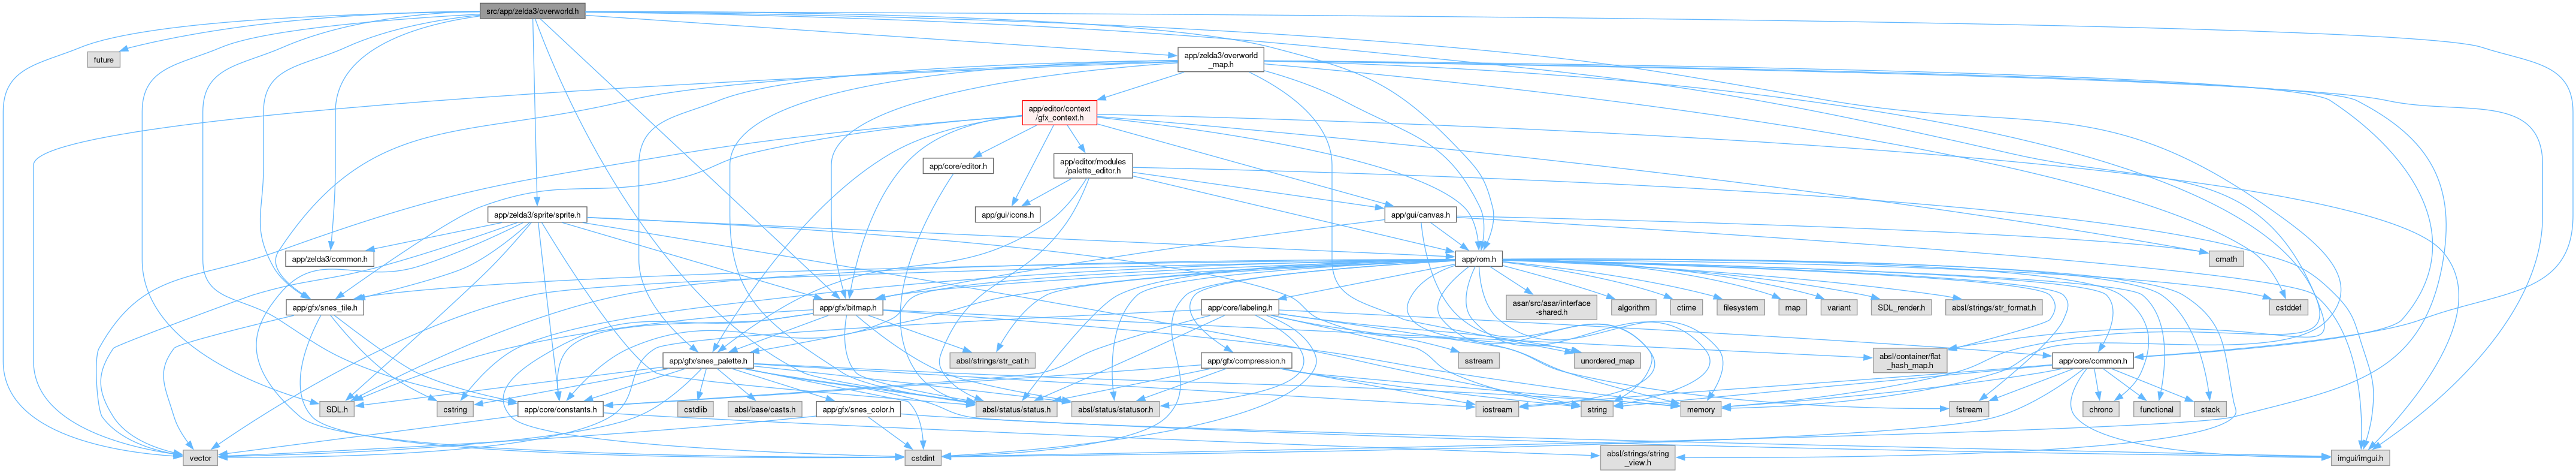 src/app/zelda3/overworld.h
future
app/zelda3/overworld
_map.h
app/editor/context
/gfx_context.h
app/core/editor.h
app/editor/modules
/palette_editor.h
app/zelda3/sprite/sprite.h
app/gui/icons.h
app/gui/canvas.h
app/zelda3/common.h
app/rom.h
cmath
app/gfx/snes_tile.h
app/gfx/bitmap.h
app/core/labeling.h
asar/src/asar/interface
-shared.h
algorithm
ctime
filesystem
map
variant
SDL_render.h
absl/strings/str_format.h
cstddef
app/gfx/snes_palette.h
absl/strings/str_cat.h
app/gfx/compression.h
sstream
unordered_map
absl/container/flat
_hash_map.h
app/core/common.h
SDL.h
cstring
app/core/constants.h
cstdlib
absl/base/casts.h
app/gfx/snes_color.h
absl/status/status.h
absl/status/statusor.h
iostream
string
memory
fstream
chrono
functional
stack
vector
cstdint
absl/strings/string
_view.h
imgui/imgui.h